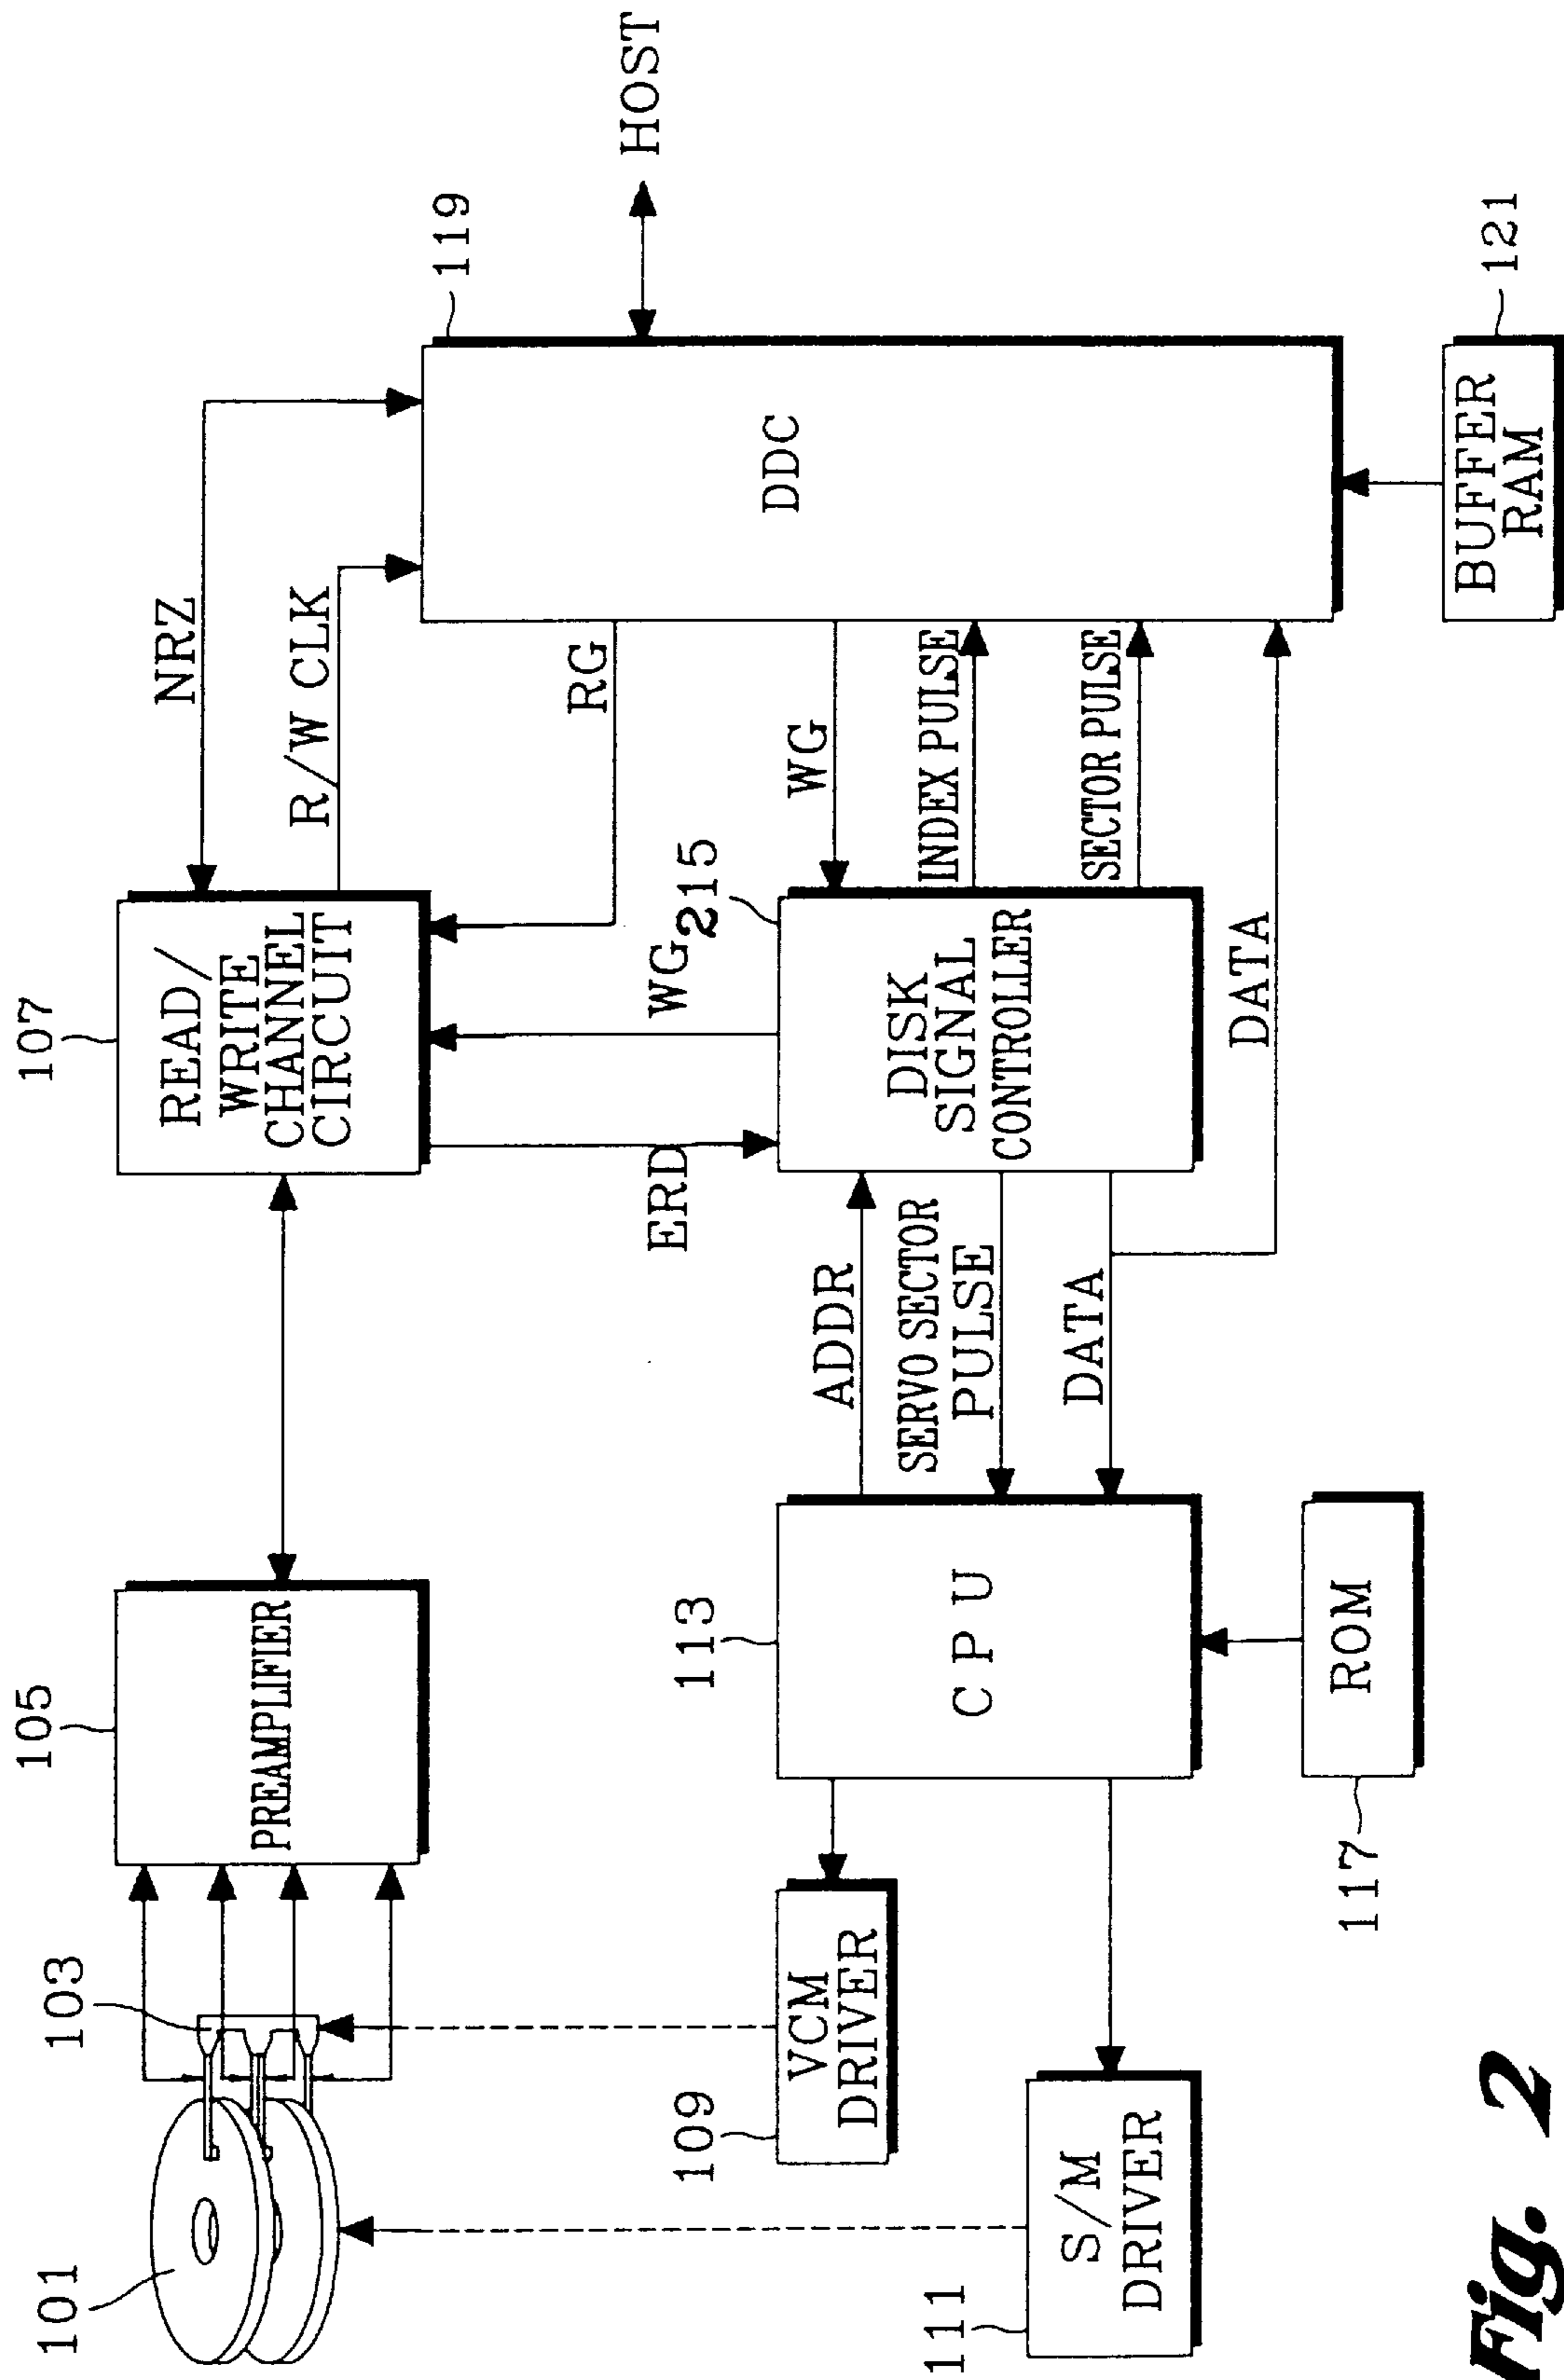 101
103
105
PREAMPLIFIER
107
READ/
WRITE
CHANNEL
CIRCUIT
NRZ
R/W CLK
RG
ERD
WG
215
WG
119
DDC
HOST
109
VCM
DRIVER
113
CPU
ADDR
SERVO SECTOR
PULSE
DATA
DISK
SIGNAL
CONTROLLER
INDEX PULSE
SECTOR PULSE
DATA
111
S/M
DRIVER
117
ROM
121
BUFFER
RAM
Fig. 2